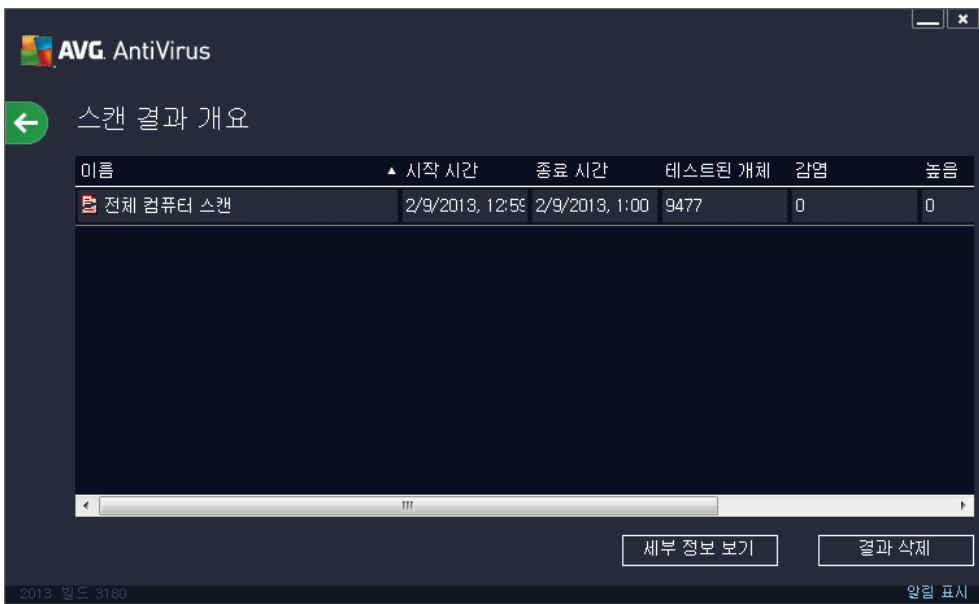 AVG AntiVirus
스캔 결과 개요
이름 시작 시간 종료 시간 테스트된 개체 감염 높음
전체 컴퓨터 스캔 2/9/2013, 12:59 2/9/2013, 1:00 9477 0 0
세부 정보 보기 결과 삭제
2013 빌드 3180 알림 표시